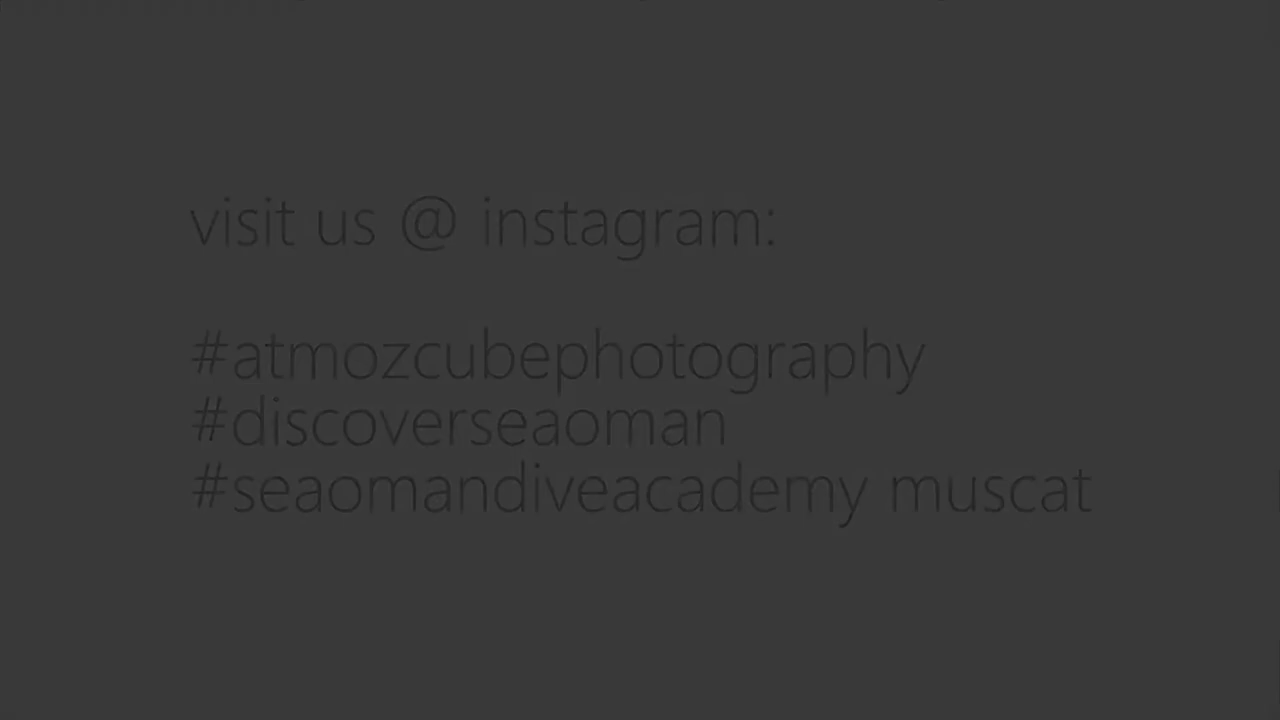 visit us @ instagram:
#atmozcubephotography
#discoverseaoman
#seaomandiveacademy muscat